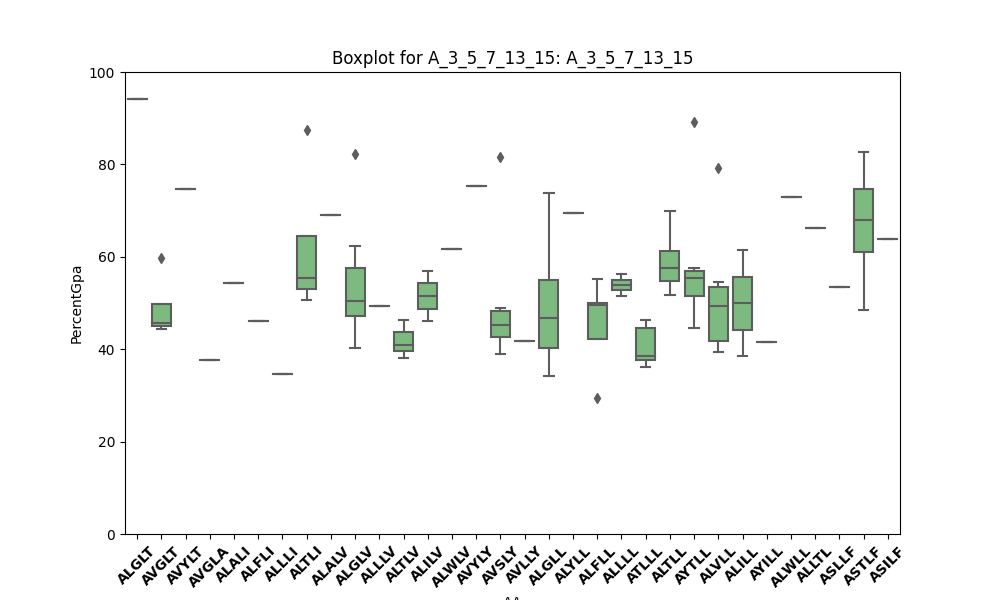 Boxplot for A_3_5_7_13_15: A_3_5_7_13_15
PercentGpa
100
80
60
40
20
0
ALGLT
AVGLT
AVYLT
AVGLA
ALALI
ALFLI
ALLLI
ALTLI
ALALV
ALGLV
ALLLV
ALTLV
ALILV
ALWLV
AVYLY
AVSLY
AVLLY
ALGLL
ALYLL
ALFLL
ALLLL
ATLLL
ALTLL
AYTLL
ALVLL
ALILL
AYILL
ALWLL
ALLTL
ASLLF
ASTLF
ASILF